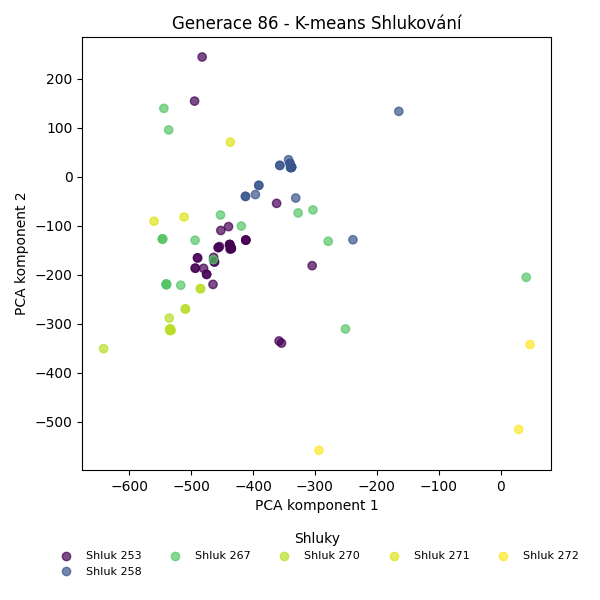 Generace 86 - K-means Shlukování
PCA komponent 2
200
100
0
−100
−200
−300
−400
−500
−600 −500 −400 −300 −200 −100 0
PCA komponent 1
Shluky
Shluk 253 Shluk 267 Shluk 270 Shluk 271 Shluk 272
Shluk 258